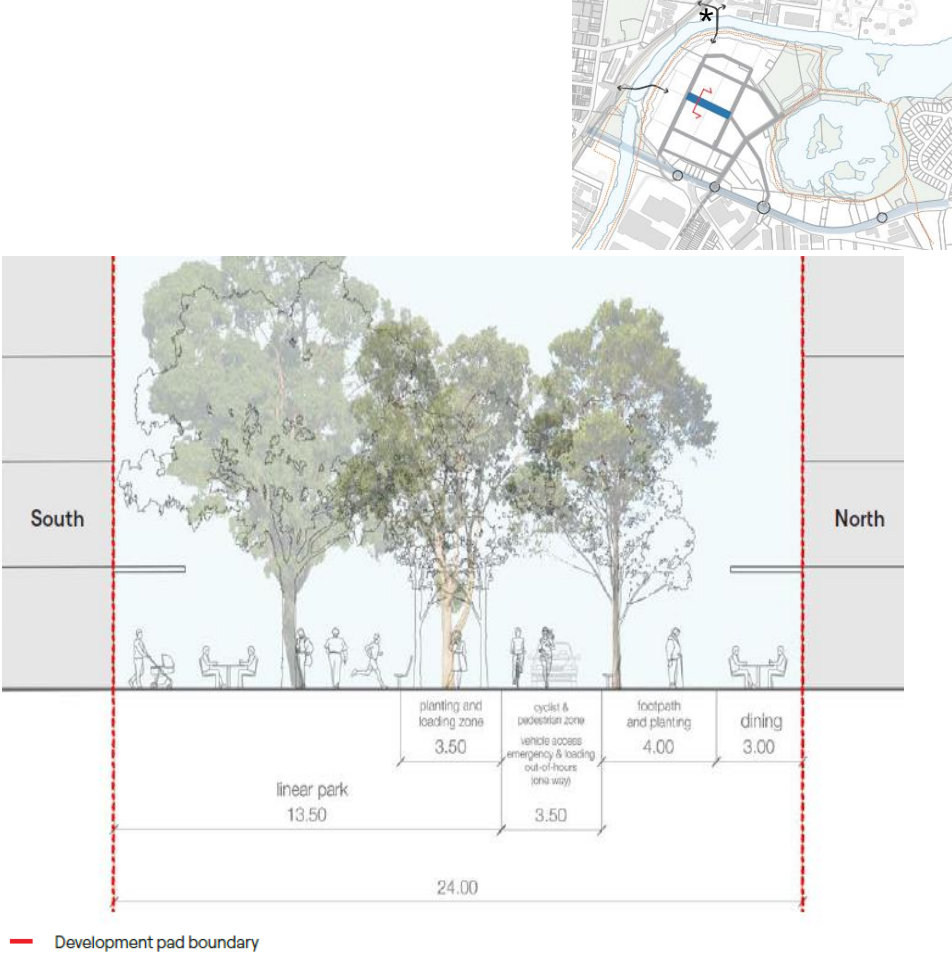 *
South
North
planting and
loading zone
3.50
cyclist &
pedestrian zone
vehicle access
emergency & loading
out-of-hours
(one way)
3.50
footpath
and planting
4.00
dining
3.00
linear park
13.50
24.00
Development pad boundary